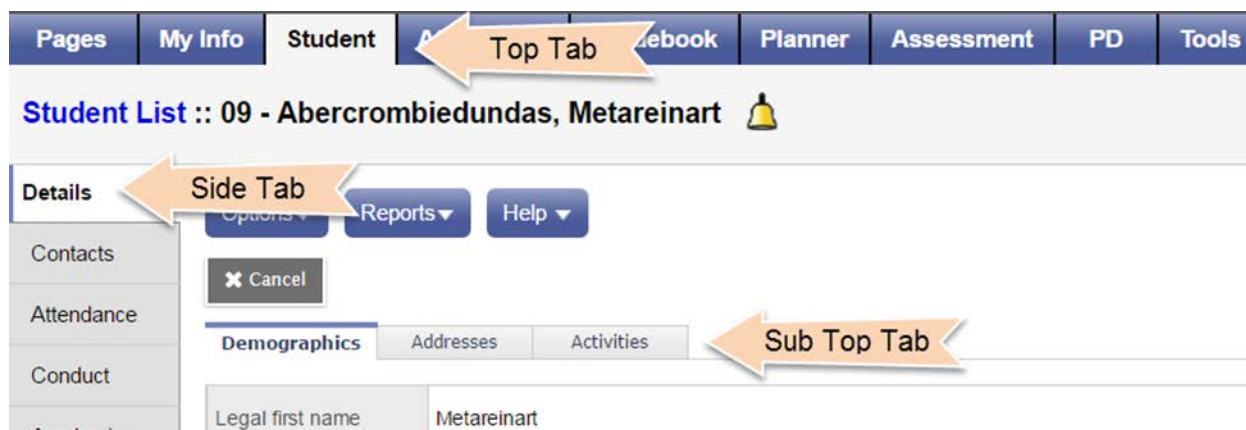 Pages My Info Student Top Tab Planner Assessment PD Tools
Student List :: 09 - Abercrombiedundas, Metareinart
Details Side Tab
Options Reports Help
Contacts
Cancel
Attendance
Demographics Addresses Activities Sub Top Tab
Conduct
Legal first name Metareinart